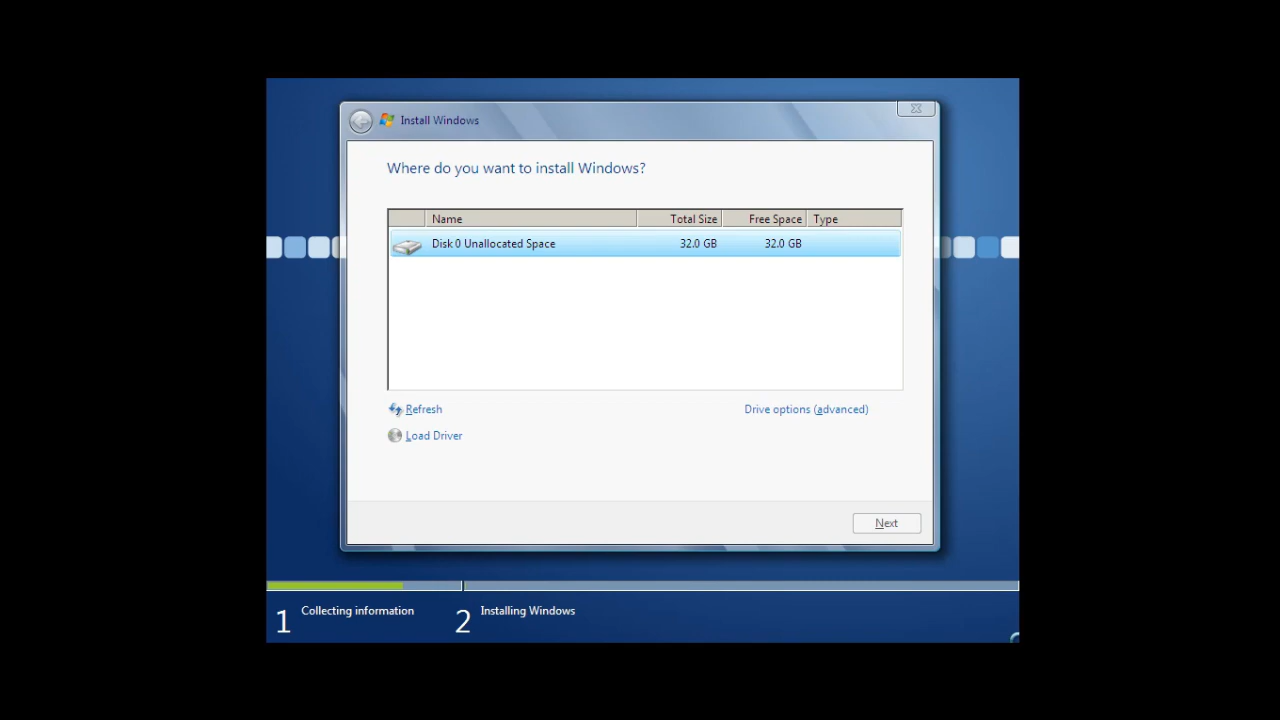 Install Windows
Where do you want to install Windows?
Name Total Size Free Space Type
Disk 0 Unallocated Space 32.0 GB 32.0 GB
Refresh Drive options (advanced)
Load Driver
Next
1 Collecting information 2 Installing Windows